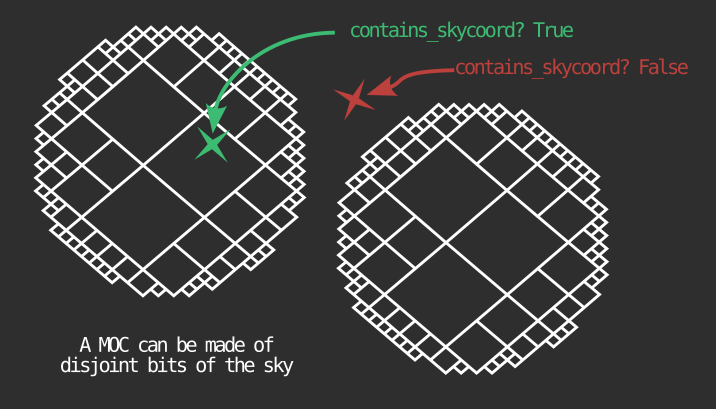 contains_skycoord? True
contains_skycoord? False
A MOC can be made of
disjoint bits of the sky